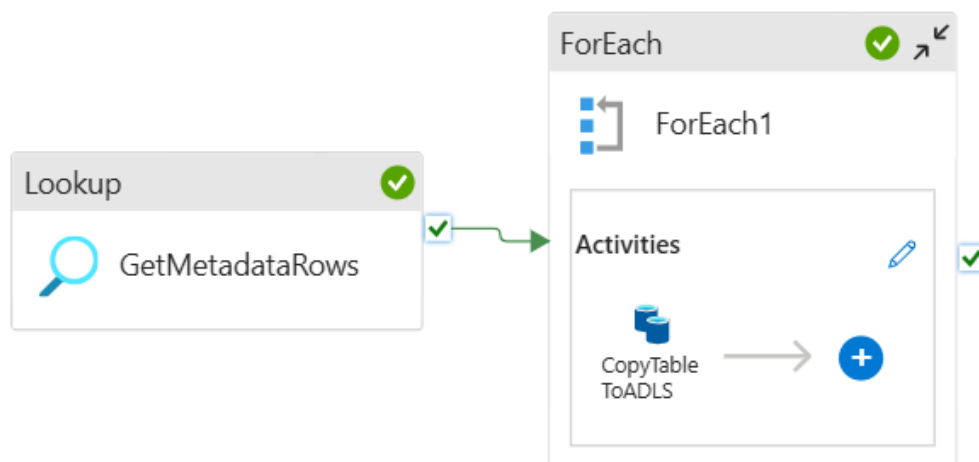 Lookup
GetMetadataRows
ForEach
ForEach1
Activities
CopyTable
ToADLS